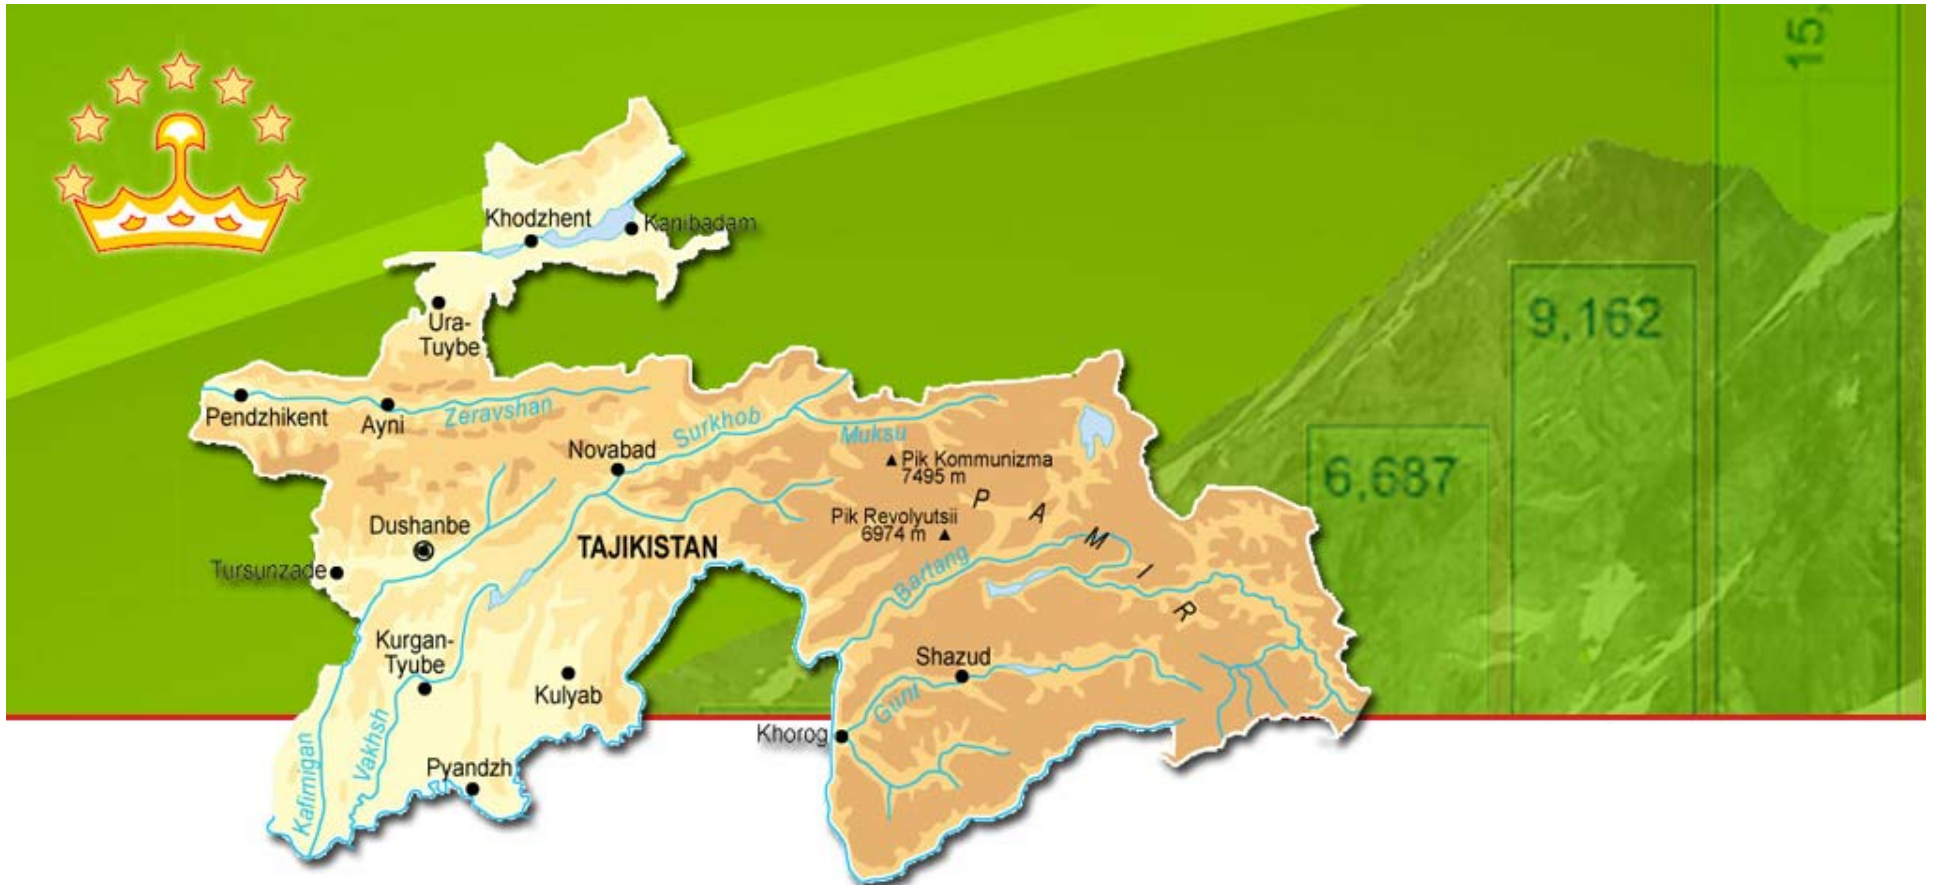 15,
Khodzhent
Kanibadam
9,162
Ura-
Tuybe
Pendzhikent
Ayni
Zeravshan
Surkhob
Muksu
Novabad
Pik Kommunizma
7495 m
6,687
PAMIR
Pik Revolyutsii
6974 m
Dushanbe
TAJIKISTAN
Tursunzade
Bartang
Kurgan-
Tyube
Shazud
Kulyab
Gunt
Khorog
Kafirnigan
Vakhsh
Pyandzh